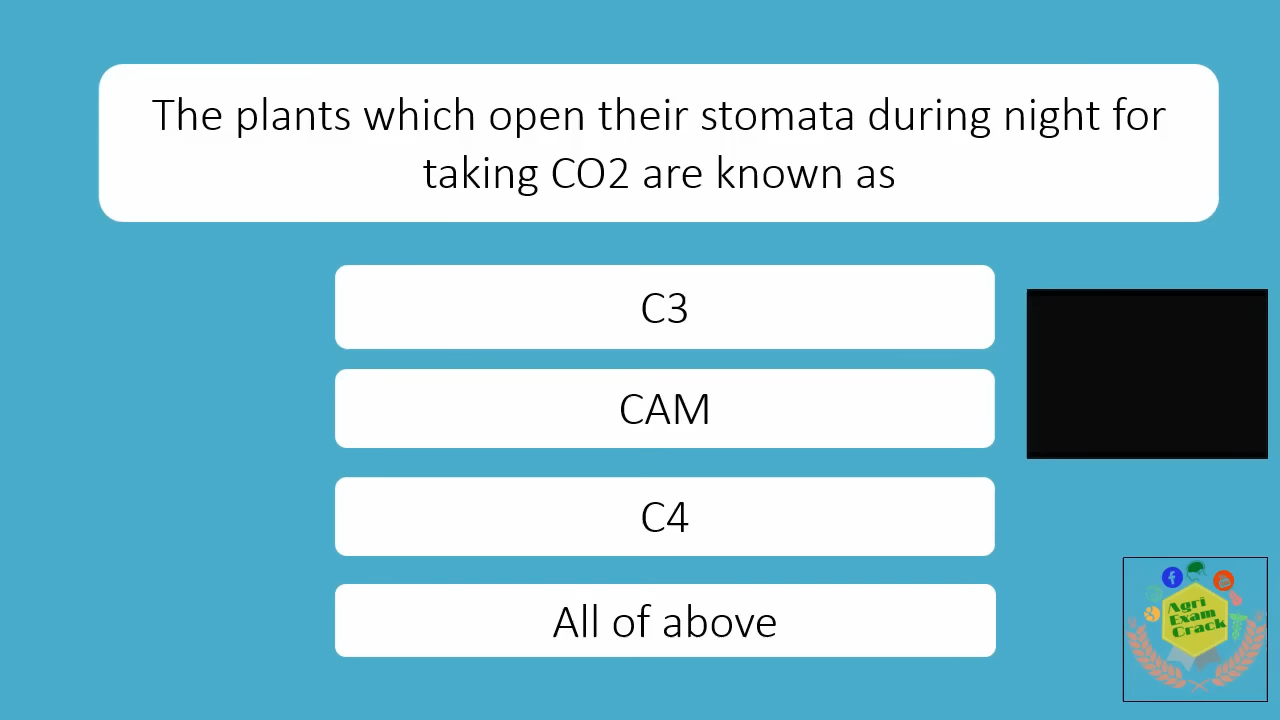 The plants which open their stomata during night for
taking CO2 are known as
C3
CAM
C4
All of above
Agri
Exam
Crack